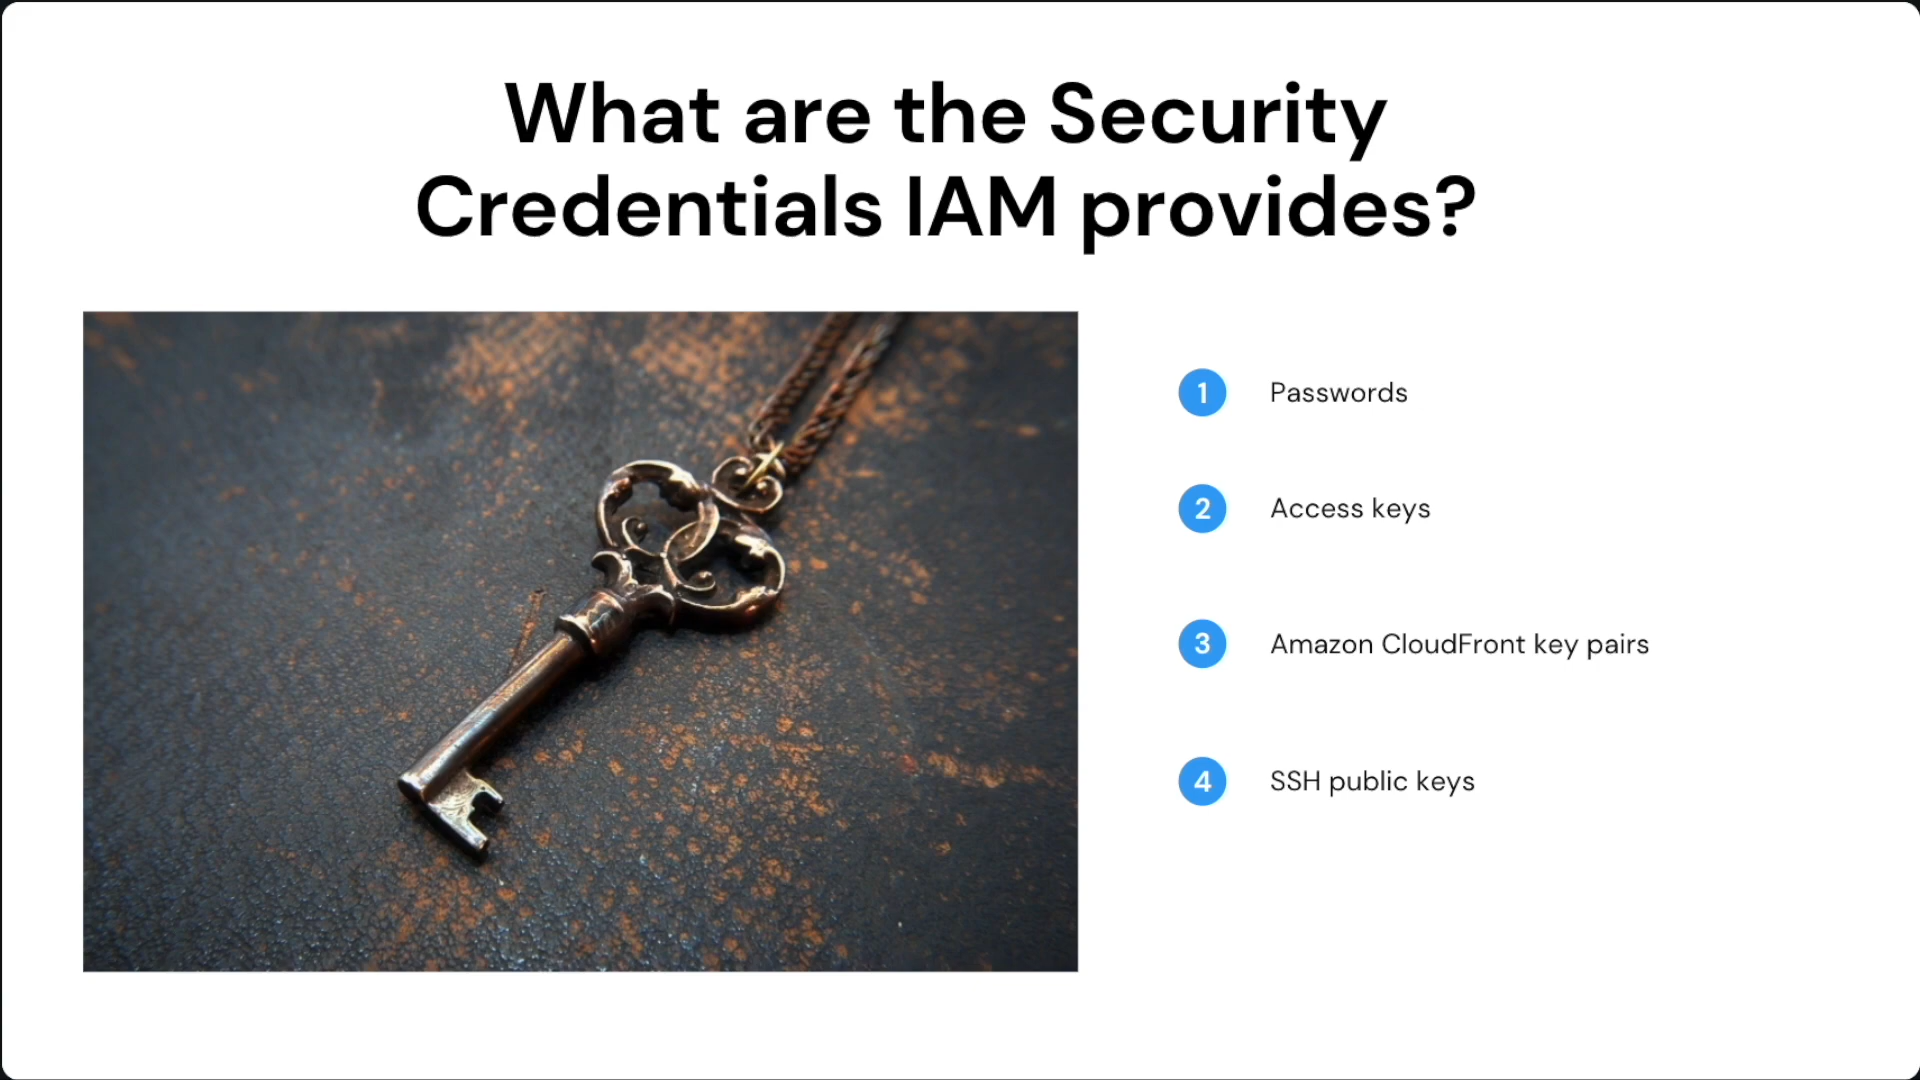 What are the Security
Credentials IAM provides?
1 Passwords
2 Access keys
3 Amazon CloudFront key pairs
4 SSH public keys